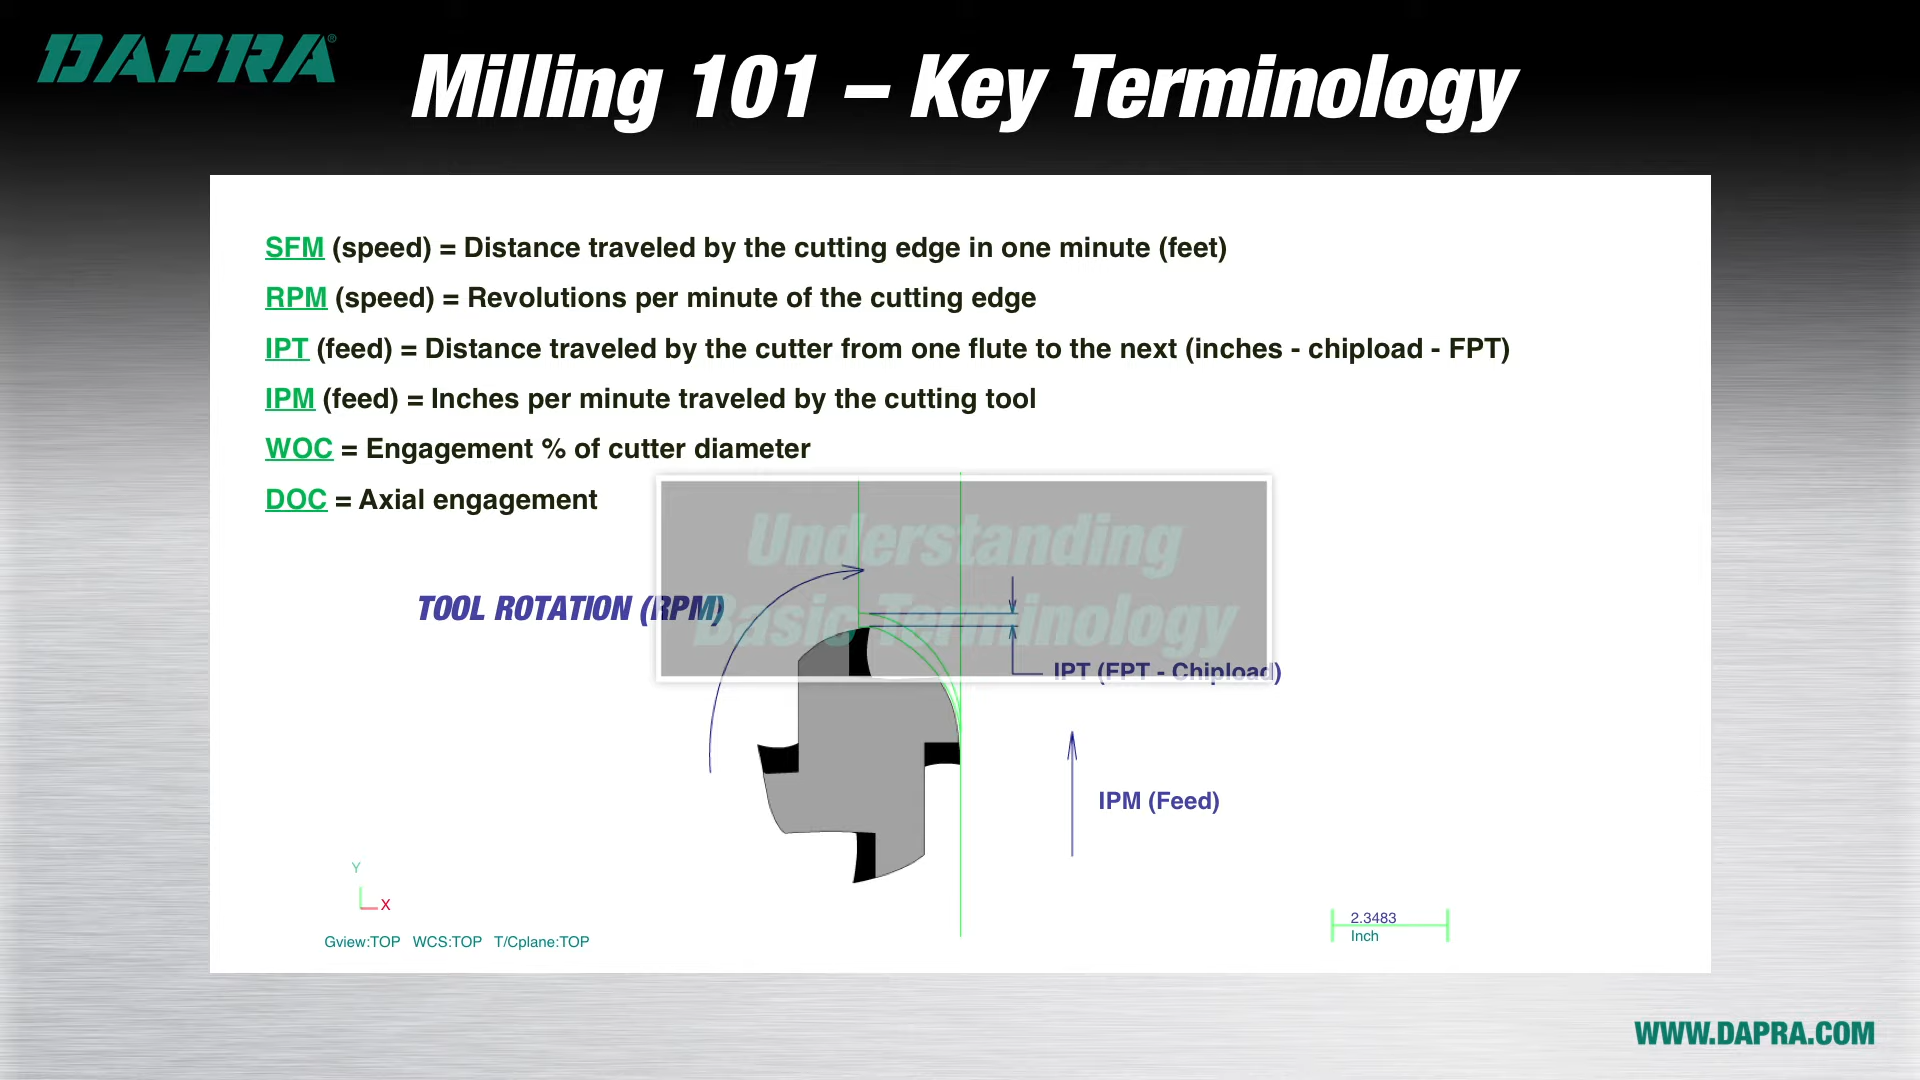 DAPRA®
Milling 101 – Key Terminology
SFM (speed) = Distance traveled by the cutting edge in one minute (feet)
RPM (speed) = Revolutions per minute of the cutting edge
IPT (feed) = Distance traveled by the cutter from one flute to the next (inches - chipload - FPT)
IPM (feed) = Inches per minute traveled by the cutting tool
WOC = Engagement % of cutter diameter
DOC = Axial engagement
Understanding
Basic Terminology
TOOL ROTATION (RPM)
IPT (FPT - Chipload)
IPM (Feed)
Y
X
Gview:TOP WCS:TOP T/Cplane:TOP
2.3483
Inch
WWW.DAPRA.COM